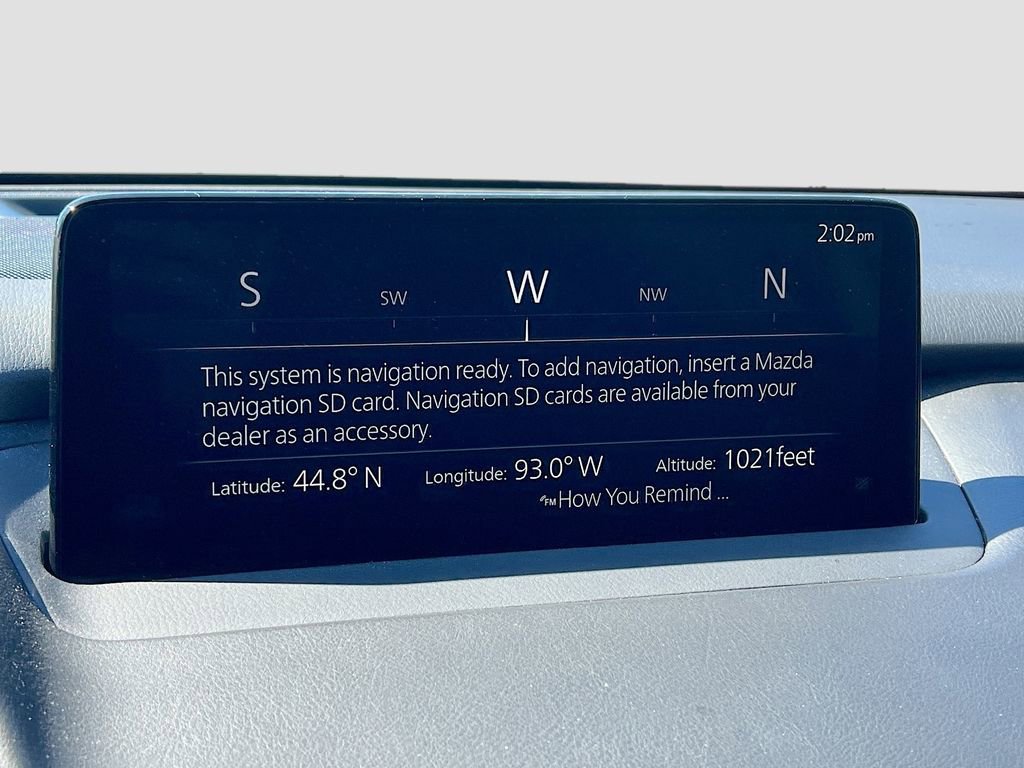 2:02pm
S SW W NW N
This system is navigation ready. To add navigation, insert a Mazda
navigation SD card. Navigation SD cards are available from your
dealer as an accessory.
Latitude: 44.8° N Longitude: 93.0° W Altitude: 1021feet
FM How You Remind ...